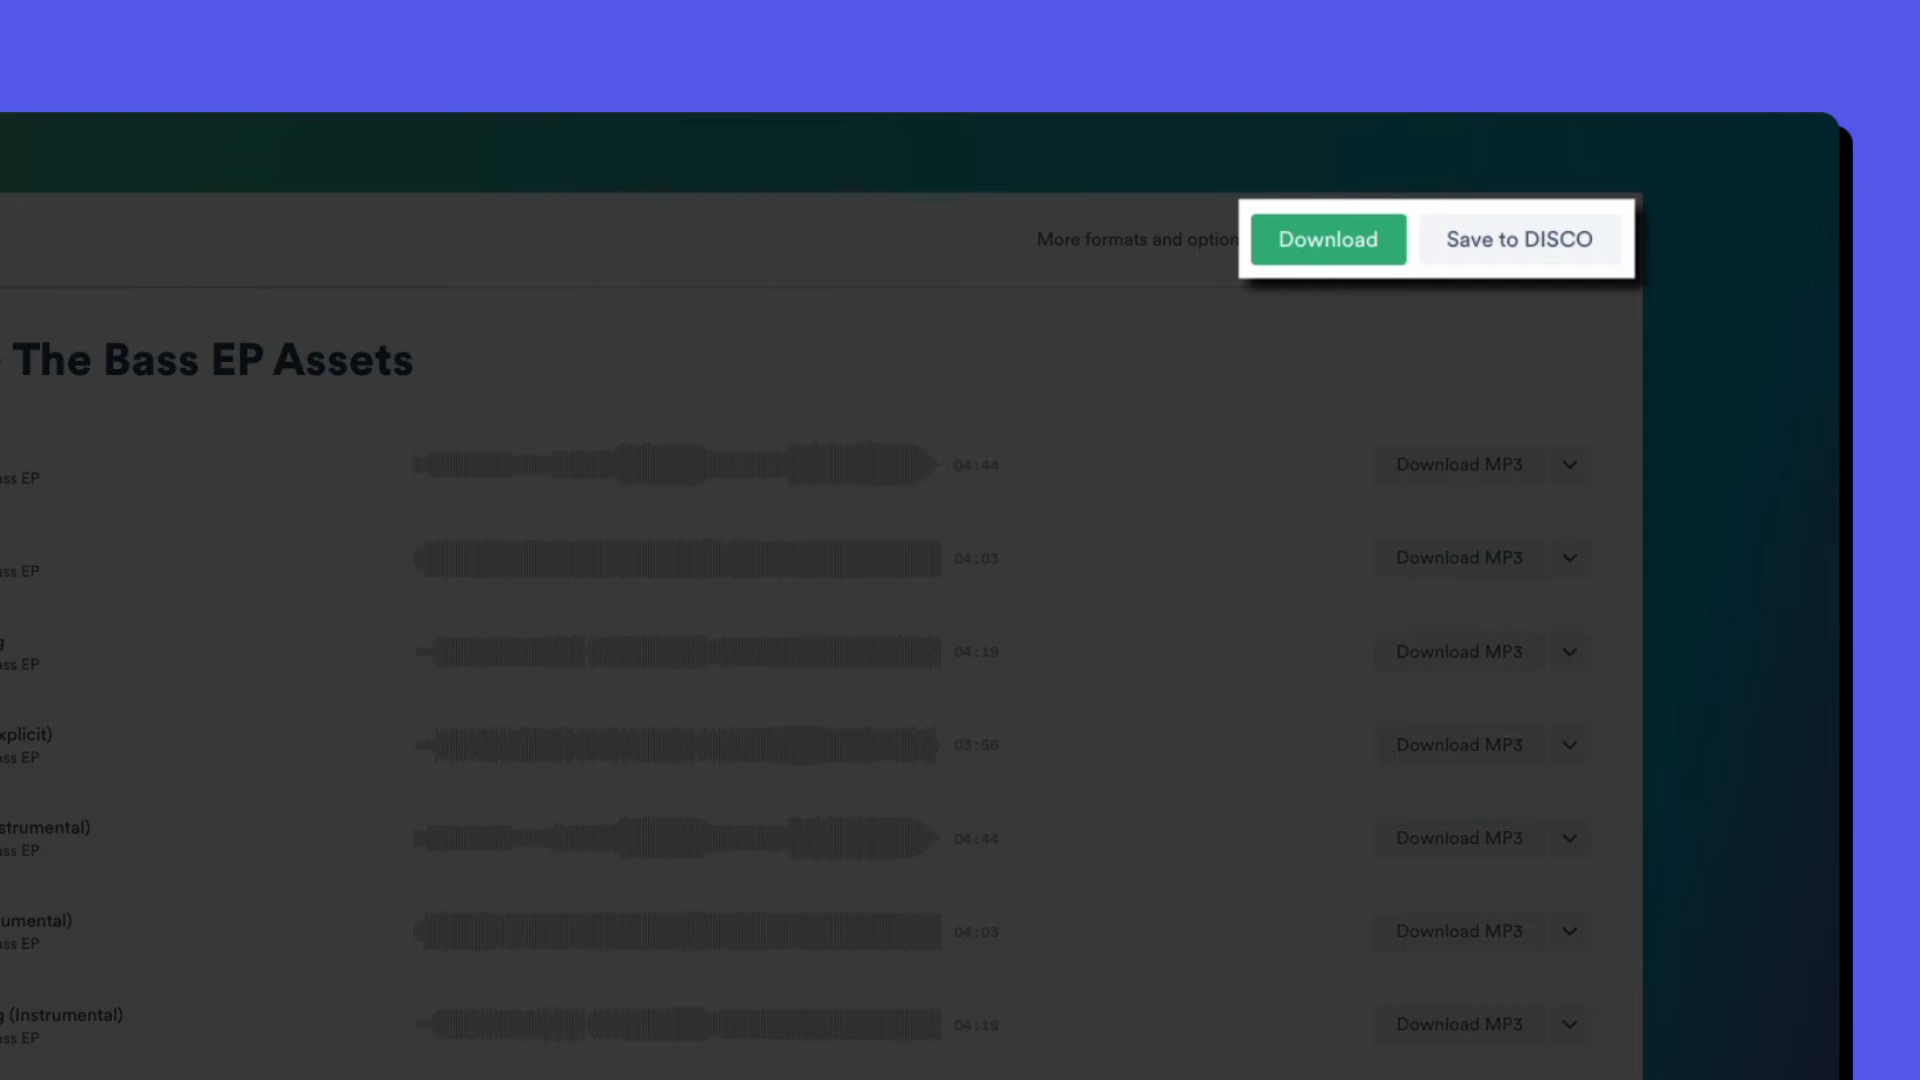 More formats and option
Download
Save to DISCO
The Bass EP Assets
04:44
Download MP3
ss EP
04:03
Download MP3
ss EP
g
04:19
Download MP3
ss EP
xplicit)
03:56
Download MP3
ss EP
strumental)
04:44
Download MP3
ss EP
umental)
04:03
Download MP3
ss EP
g (Instrumental)
04:19
Download MP3
ss EP